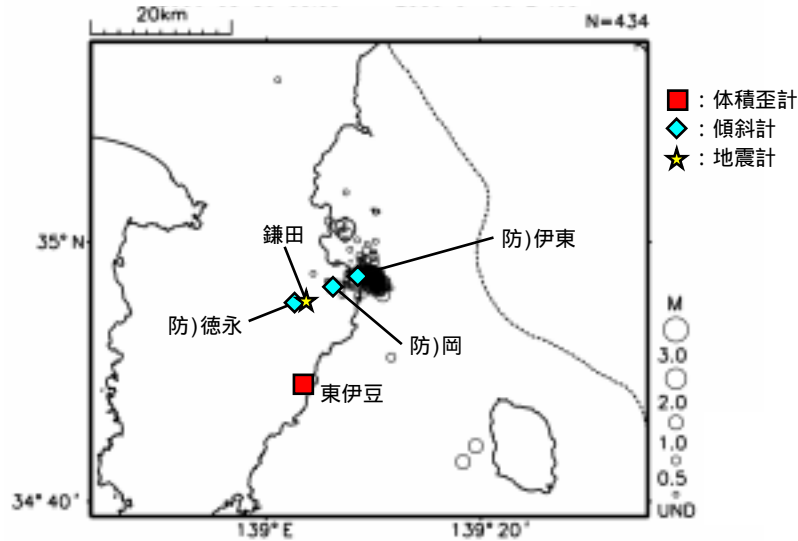 20km
N=434
：体積歪計
：傾斜計
：地震計
鎌田
防)伊東
35°N
防)徳永
防)岡
東伊豆
M
3.0
2.0
1.0
0.5
UND
34°40'
139°E
139°20'